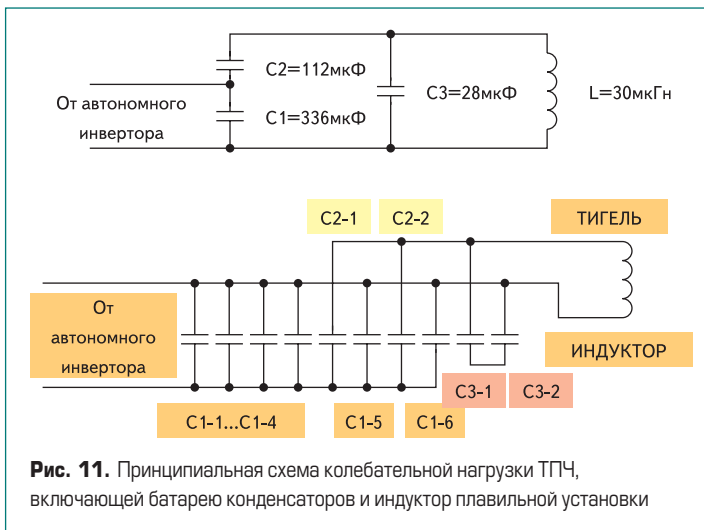 C2=112мкФ
От автономного
инвертора
C1=336мкФ
C3=28мкФ
L=30мкГн
C2-1
C2-2
ТИГЕЛЬ
От
автономного
инвертора
ИНДУКТОР
C3-1
C3-2
C1-1...C1-4
C1-5
C1-6
Рис. 11. Принципиальная схема колебательной нагрузки ТПЧ,
включающей батарею конденсаторов и индуктор плавильной установки